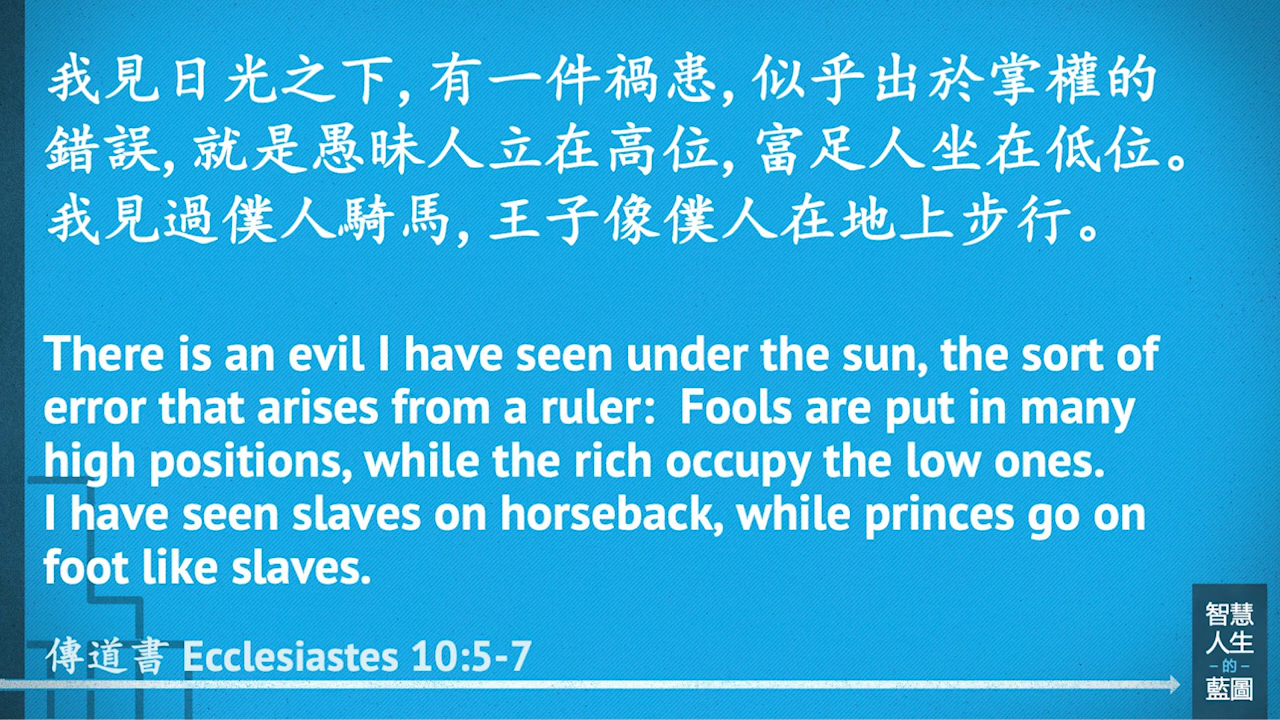 我見日光之下, 有一件禍患, 似乎出於掌權的
錯誤, 就是愚昧人立在高位, 富足人坐在低位。
我見過僕人騎馬, 王子像僕人在地上步行。
There is an evil I have seen under the sun, the sort of
error that arises from a ruler:  Fools are put in many
high positions, while the rich occupy the low ones.
I have seen slaves on horseback, while princes go on
foot like slaves.
傳道書 Ecclesiastes 10:5-7
智慧
人生
–的–
藍圖